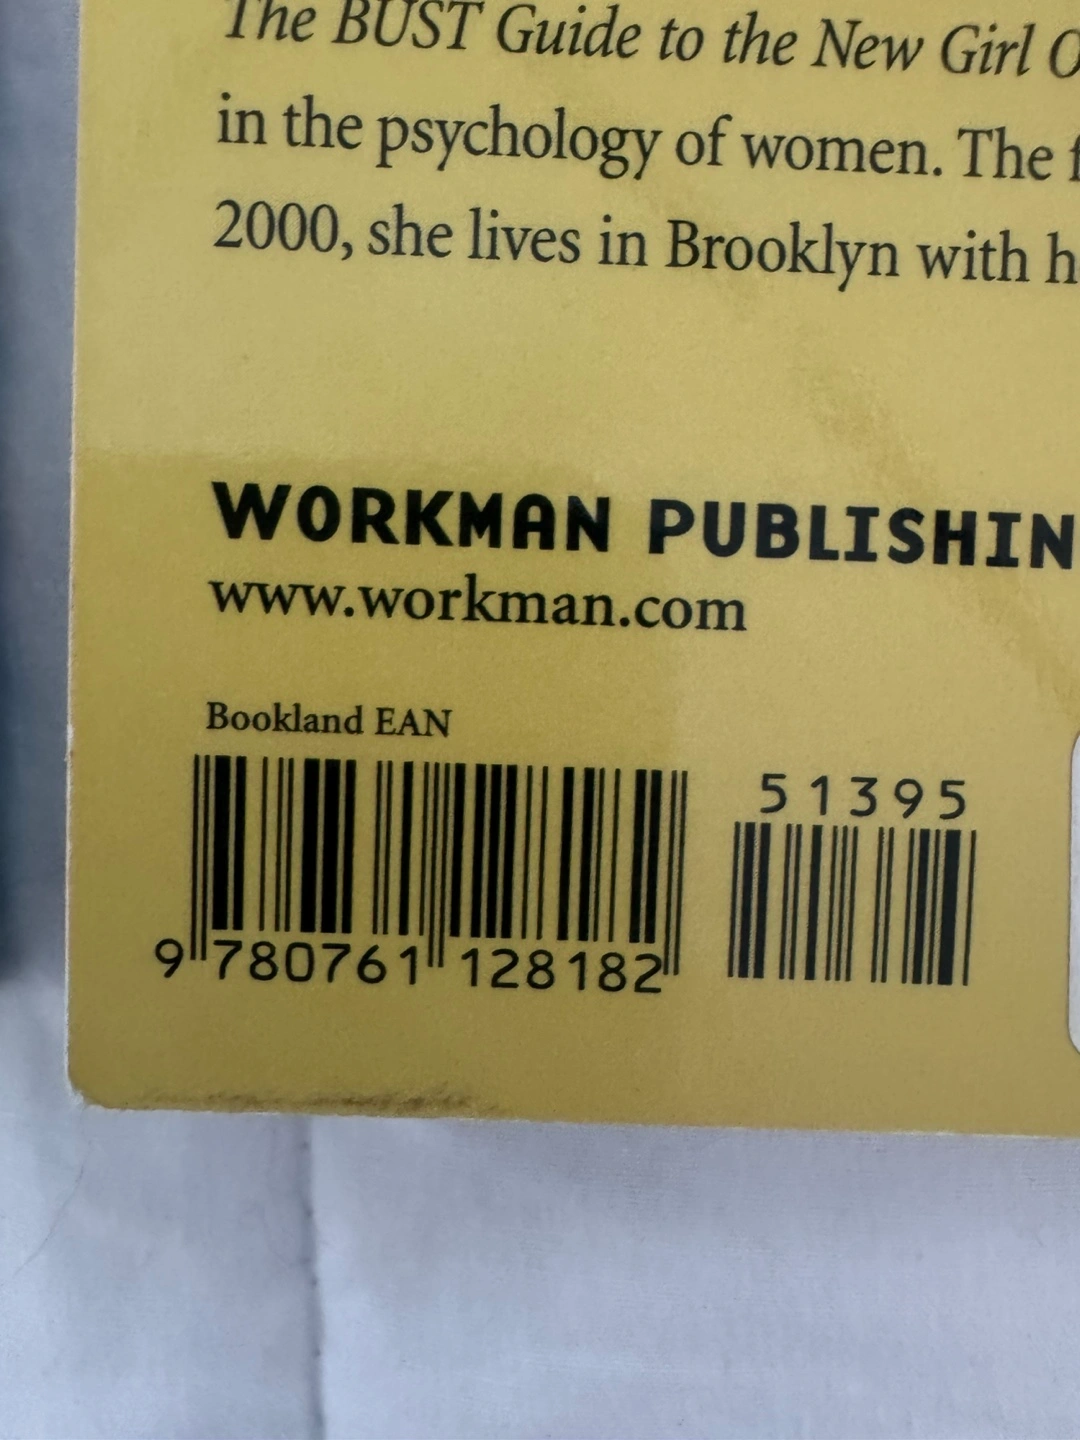 The BUST Guide to the New Girl O
in the psychology of women. The f
2000, she lives in Brooklyn with h
WORKMAN PUBLISHIN
www.workman.com
Bookland EAN
51395
9 780761 128182